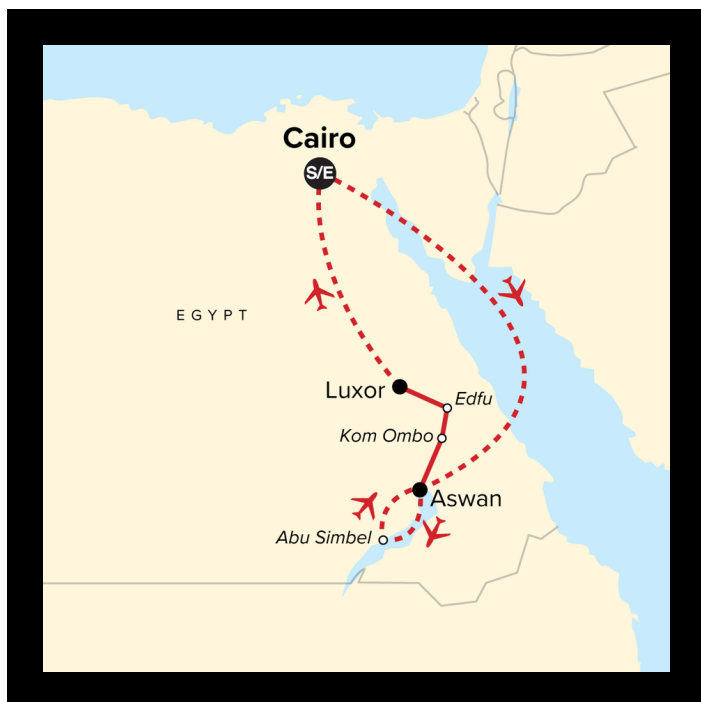 Cairo
S/E
EGYPT
Luxor
Edfu
Kom Ombo
Aswan
Abu Simbel